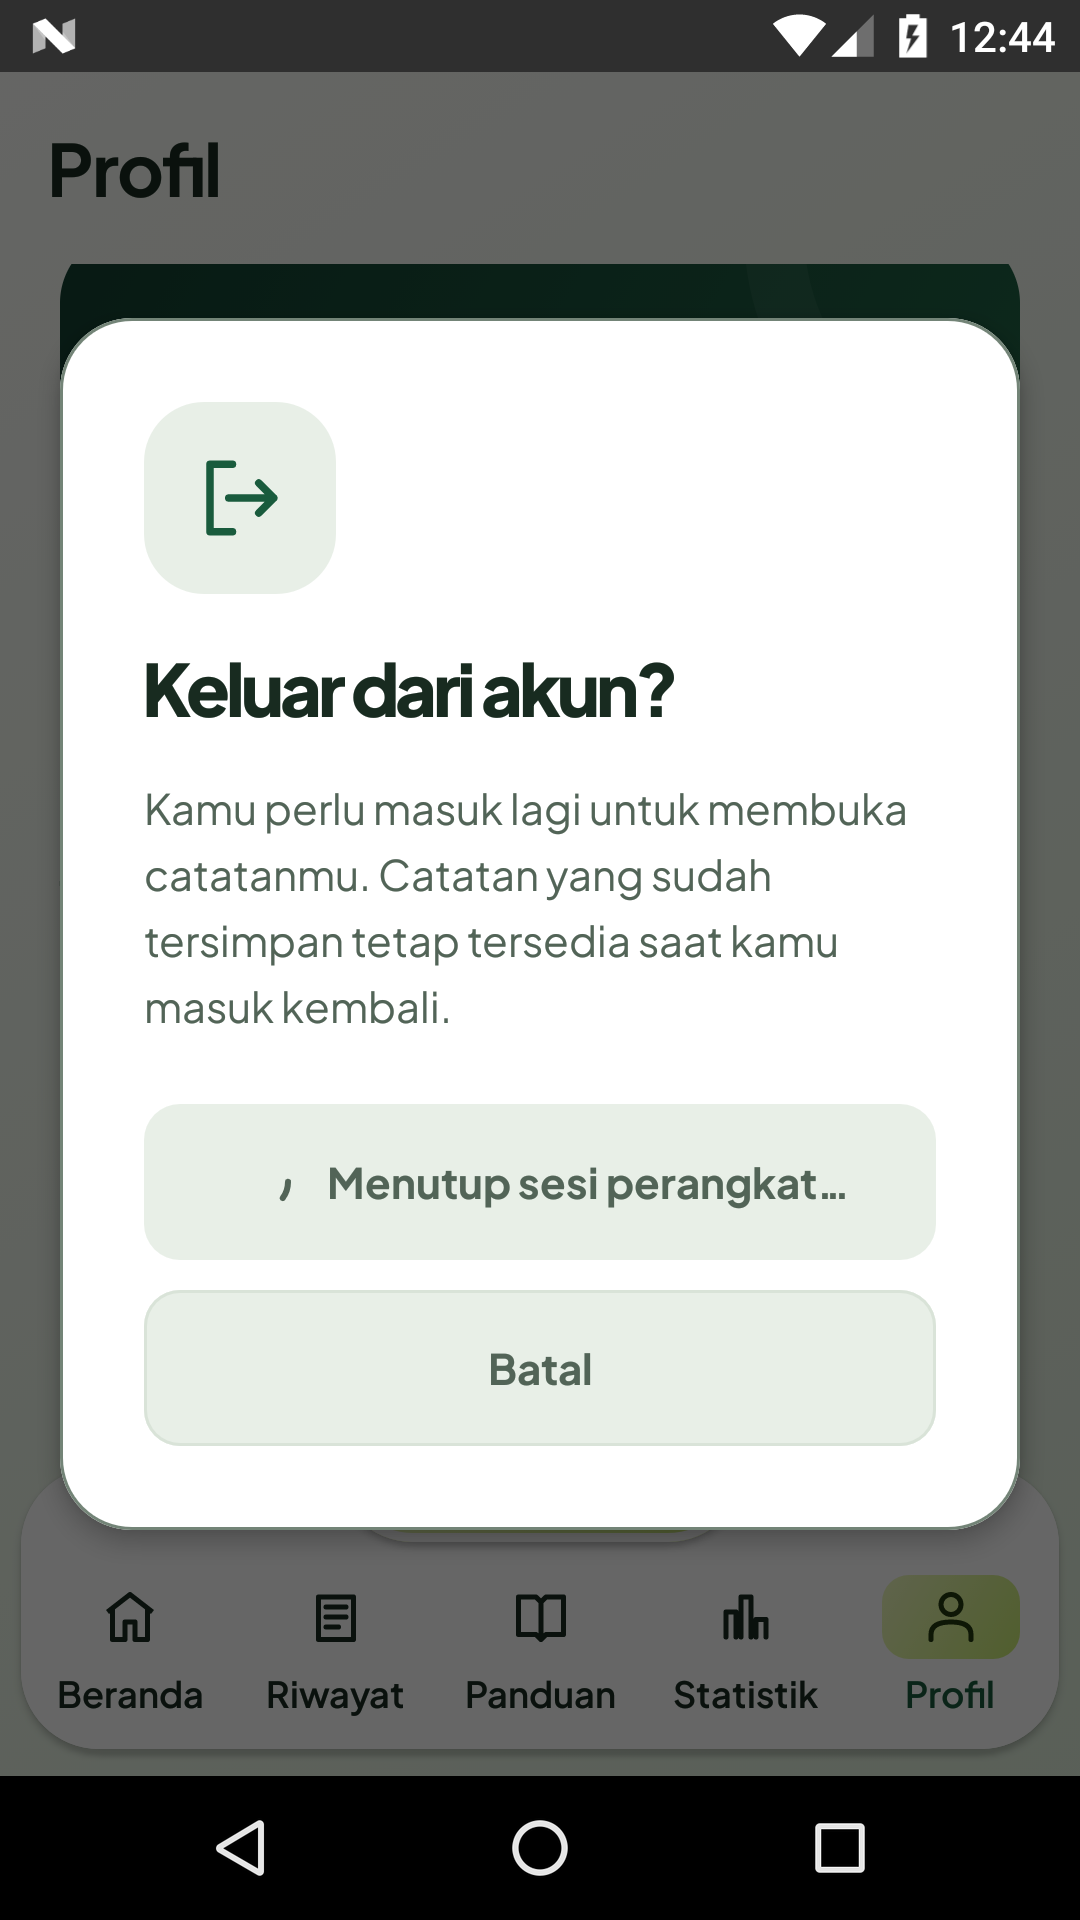 12:44
Profil
Keluar dari akun?
Kamu perlu masuk lagi untuk membuka
catatanmu. Catatan yang sudah
tersimpan tetap tersedia saat kamu
masuk kembali.
Menutup sesi perangkat...
Batal
Beranda Riwayat Panduan Statistik Profil